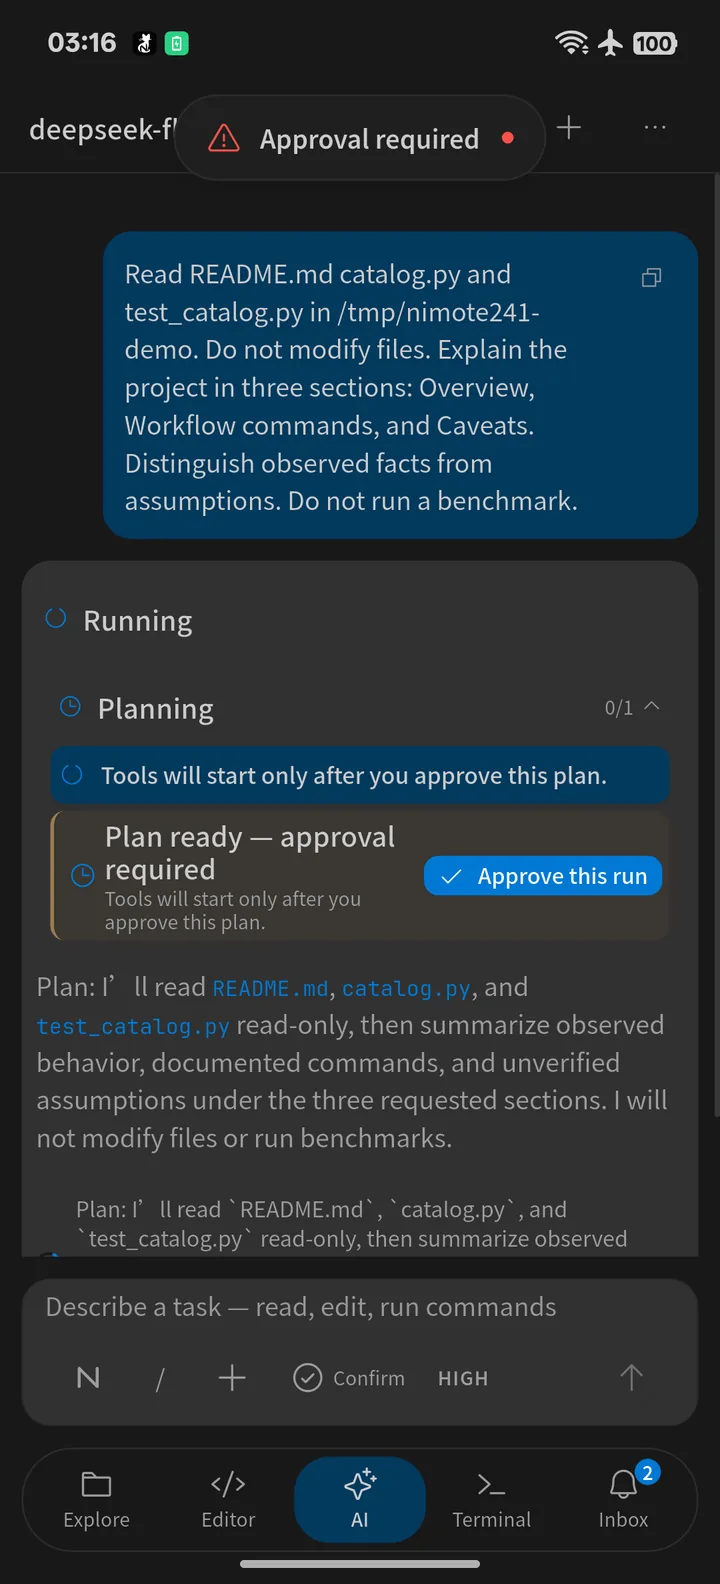 03:16
100
deepseek-fl
Approval required
Read README.md catalog.py and
test_catalog.py in /tmp/nimote241-
demo. Do not modify files. Explain the
project in three sections: Overview,
Workflow commands, and Caveats.
Distinguish observed facts from
assumptions. Do not run a benchmark.
Running
Planning
0/1
Tools will start only after you approve this plan.
Plan ready — approval
required
Tools will start only after you
approve this plan.
Approve this run
Plan: I’ll read README.md, catalog.py, and
test_catalog.py read-only, then summarize observed
behavior, documented commands, and unverified
assumptions under the three requested sections. I will
not modify files or run benchmarks.
Plan: I’ll read `README.md`, `catalog.py`, and
`test_catalog.py` read-only, then summarize observed
Describe a task — read, edit, run commands
N / + Confirm HIGH
2
Explore Editor AI Terminal Inbox